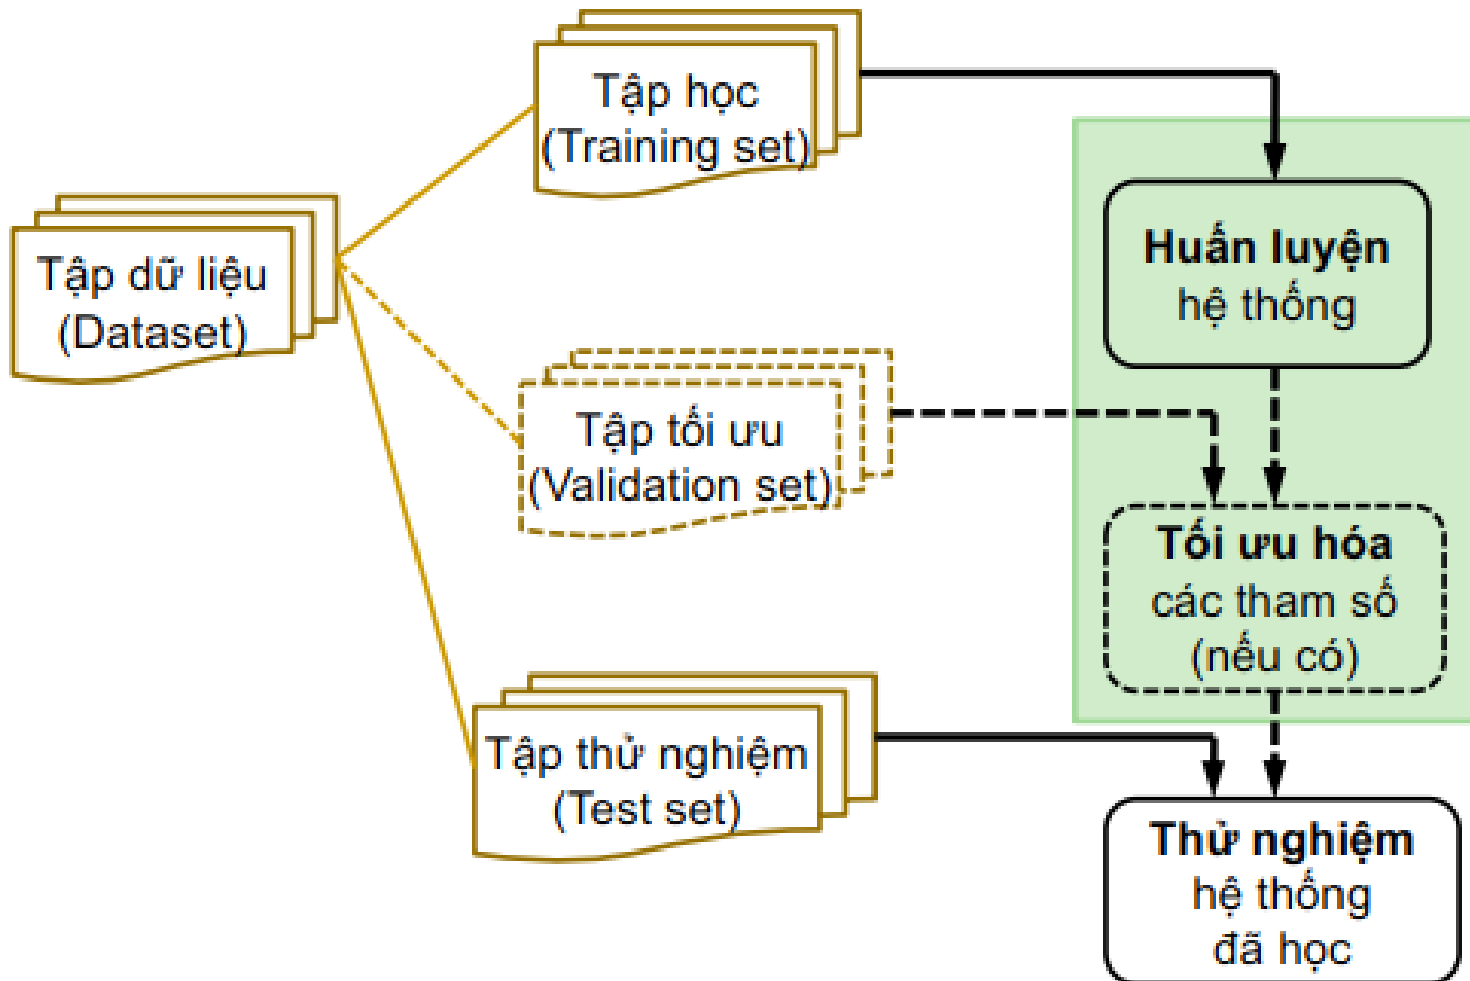 Tập học
(Training set)
Tập dữ liệu
(Dataset)
Tập tối ưu
(Validation set)
Tập thử nghiệm
(Test set)
Huấn luyện
hệ thống
Tối ưu hóa
các tham số
(nếu có)
Thử nghiệm
hệ thống
đã học